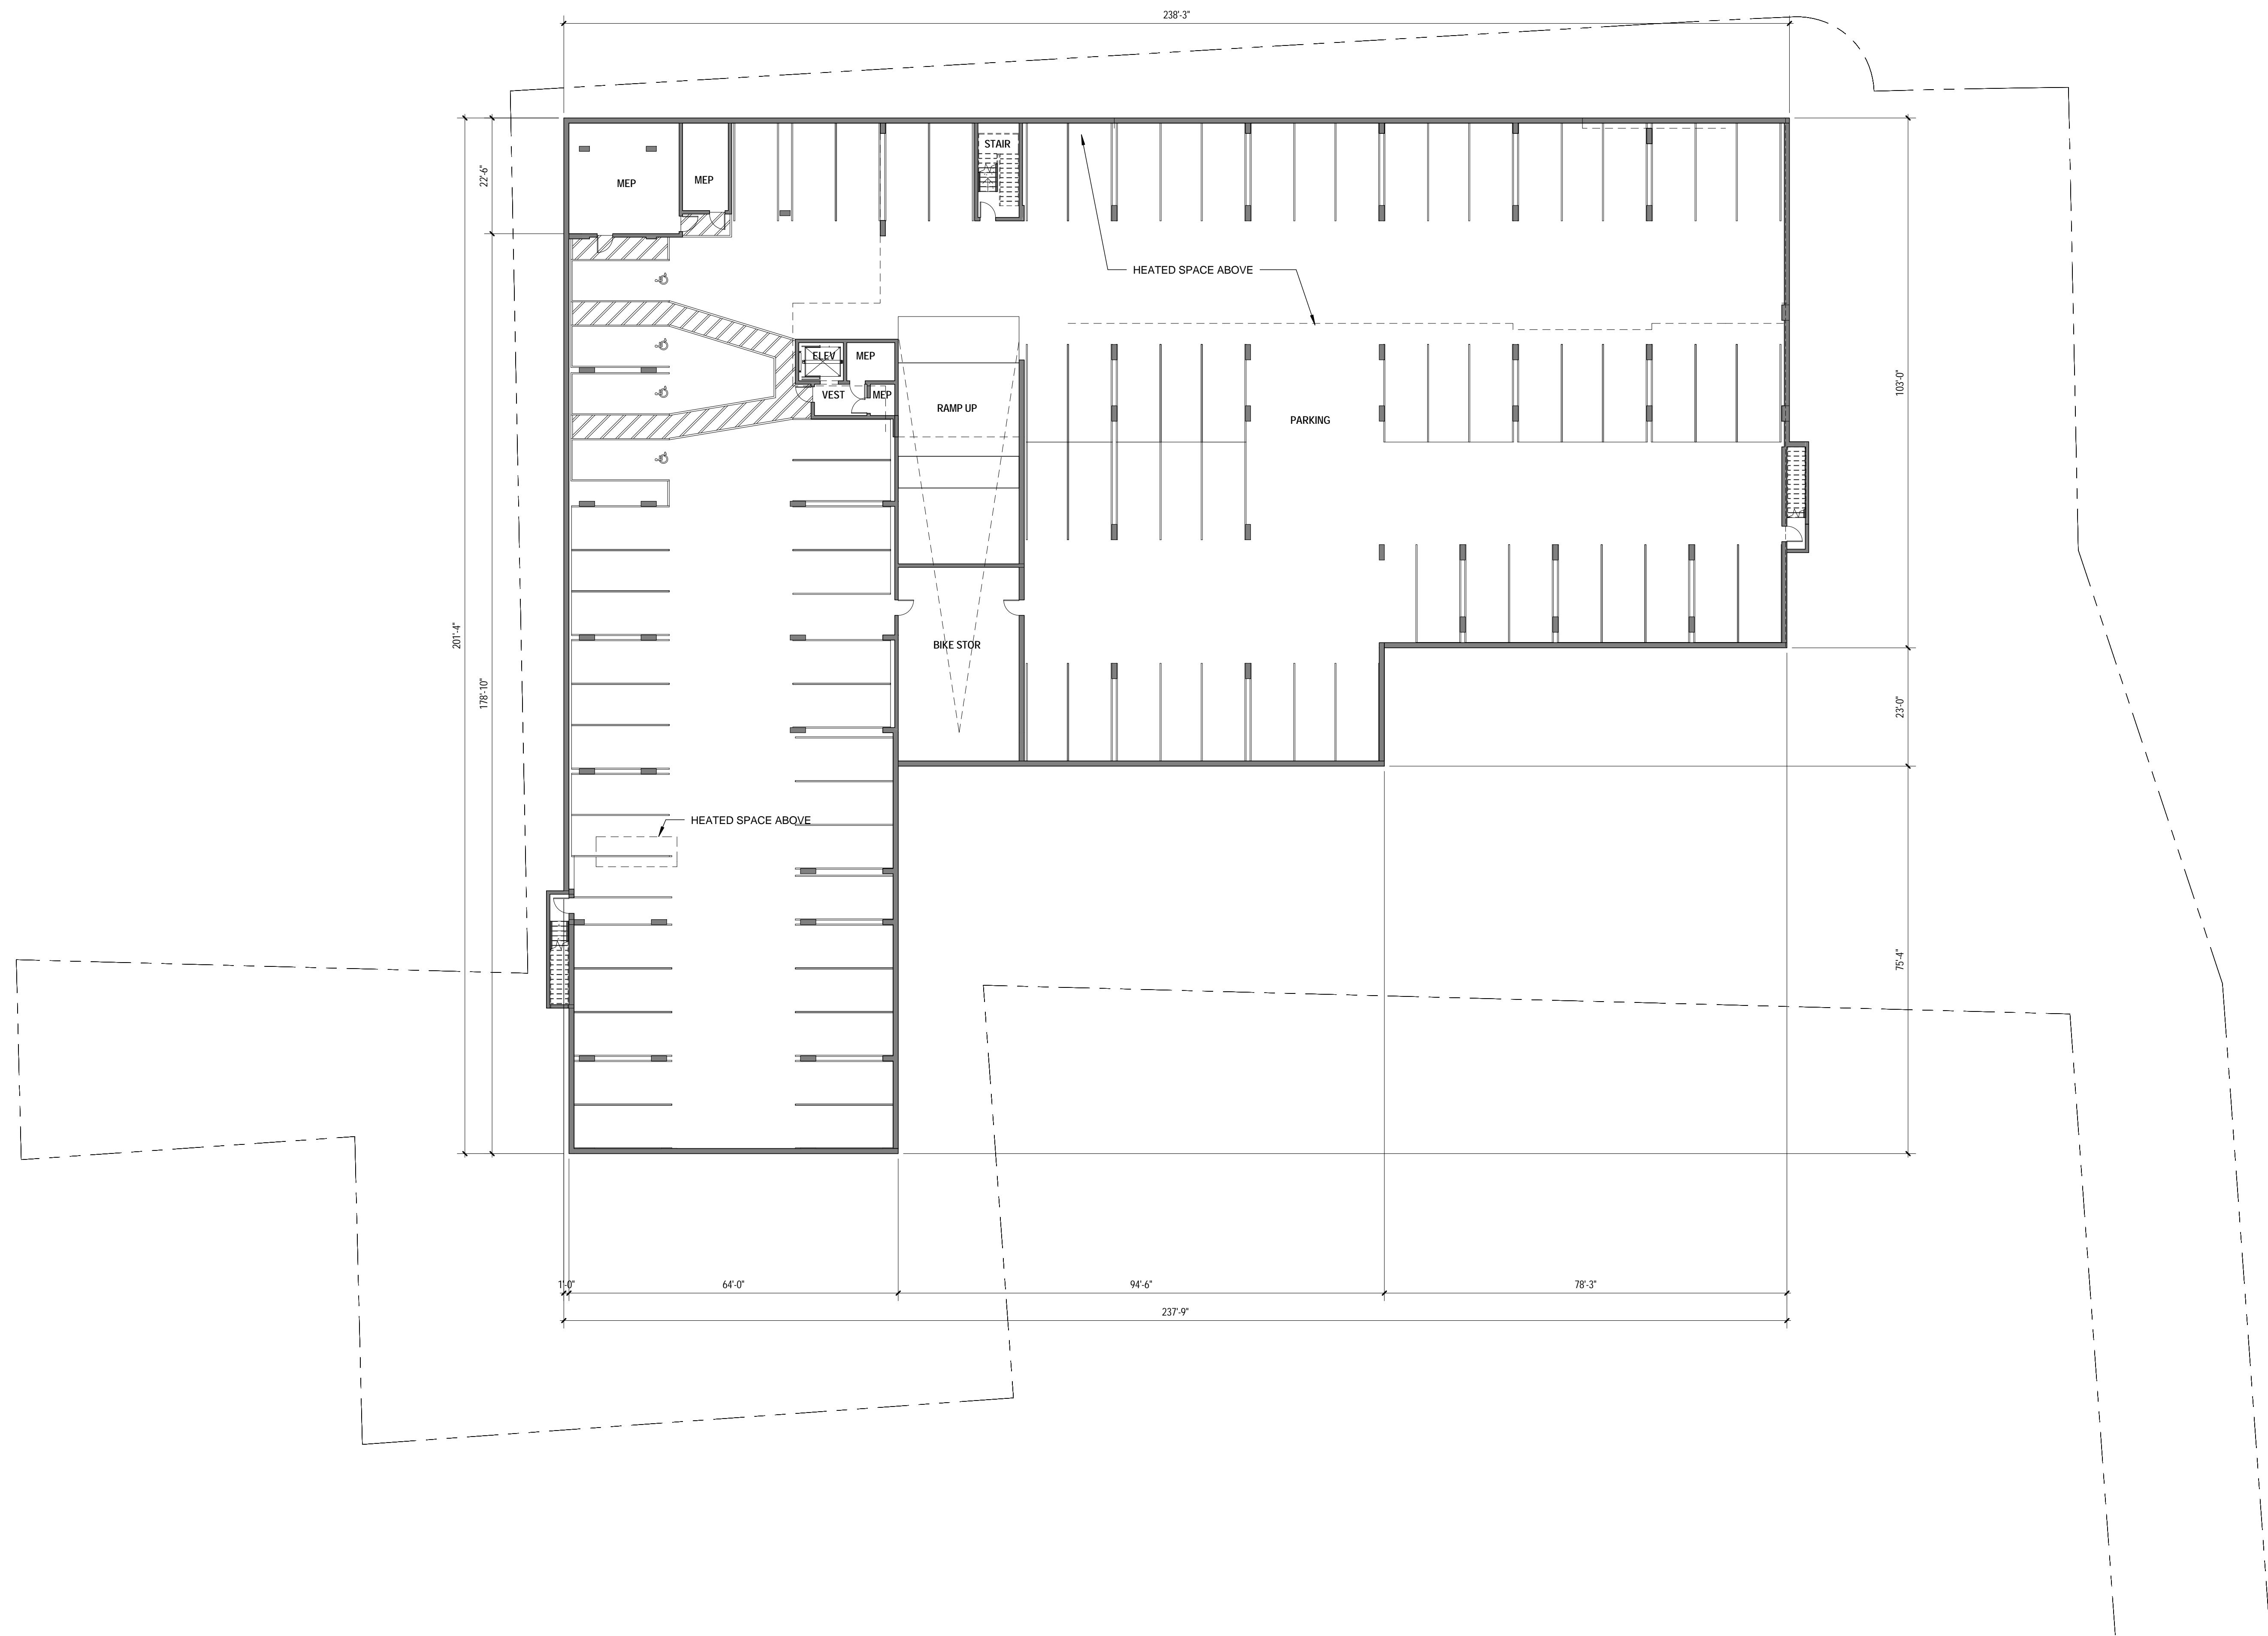 238'-3"
STAIR
MEP
MEP
22'-6"
HEATED SPACE ABOVE
ELEV
MEP
VEST
MEP
RAMP UP
PARKING
103'-0"
201'-4"
178'-10"
BIKE STOR
23'-0"
HEATED SPACE ABOVE
75'-4"
1'-0"
64'-0"
94'-6"
78'-3"
237'-9"